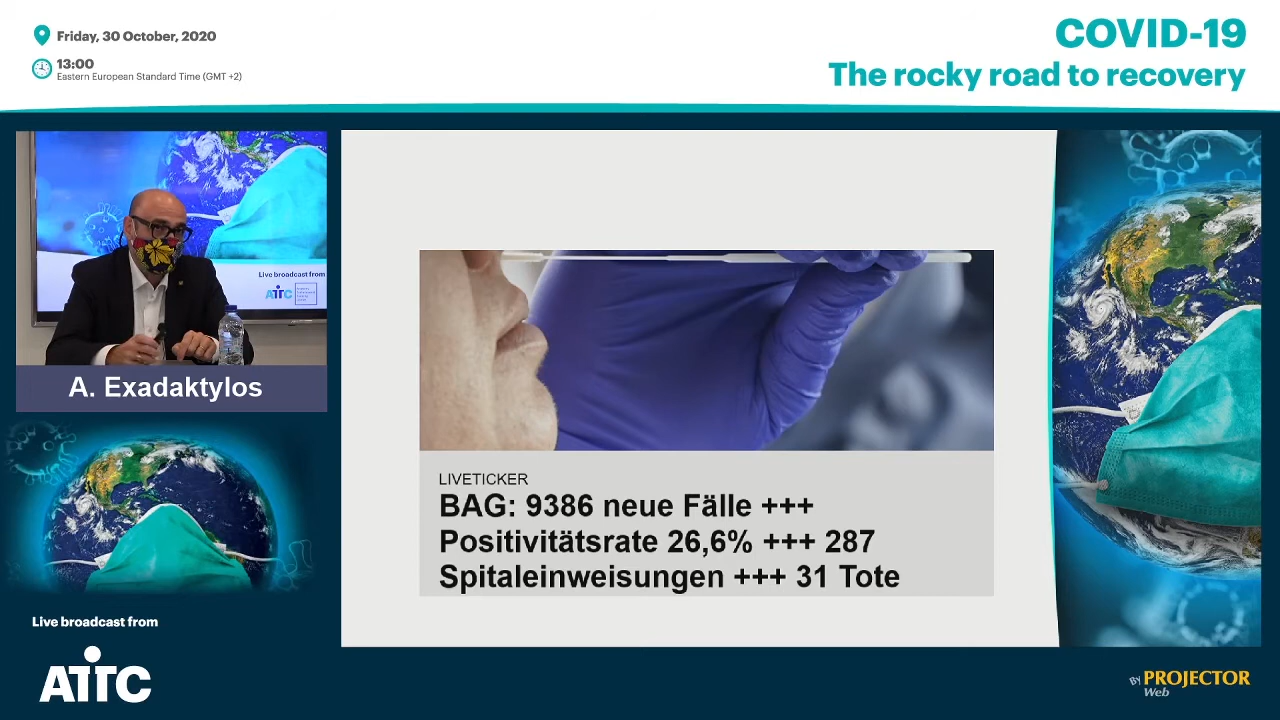 Friday, 30 October, 2020
13:00
Eastern European Standard Time (GMT +2)
COVID-19
The rocky road to recovery
Live broadcast from
ATTC
A. Exadaktylos
LIVETICKER
BAG: 9386 neue Fälle +++
Positivitätsrate 26,6% +++ 287
Spitaleinweisungen +++ 31 Tote
Live broadcast from
ATTC
By PROJECTOR
Web